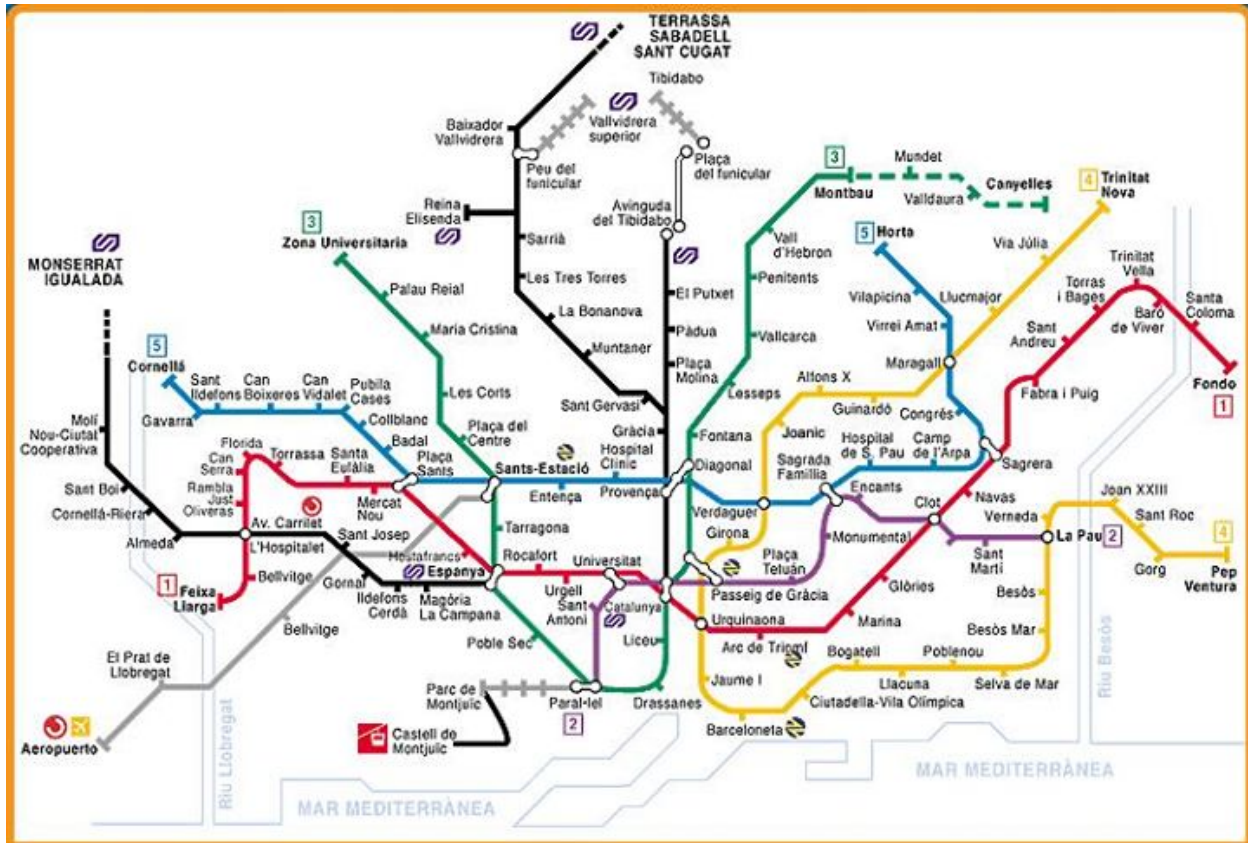 TERRASSA
SABADELL
SANT CUGAT
Tibidabo
Baixador
Vallvidrera
Vallvidrera
superior
Peu del
funicular
Plaça
del funicular
3
Montbau
Mundet
Valldaura
Canyelles
4
Trinitat
Nova
Reina
Elisenda
Avinguda
del Tibidabo
3
Zona Universitaria
Sarrià
Vall
d'Hebron
5
Horta
Via Júlia
Trinitat
Vella
MONSERRAT
IGUALADA
Palau Reial
Les Tres Torres
El Putxet
Penitents
Vilapicina
Llucmajor
Torras
i Bages
Baró
de Viver
Santa
Coloma
Maria Cristina
La Bonanova
Pàdua
Vallcarca
Virrei Amat
Sant
Andreu
5
Cornellá
Sant
Ildefons
Can
Boixeres
Can
Vidalet
Pubila
Cases
Muntaner
Plaça
Molina
Maragall
Fondo
1
Gavarra
Collblanc
Les Corts
Sant Gervasi
Lesseps
Alfons X
Guinardó
Congrés
Fabra i Puig
Molí
Nou-Ciutat
Cooperativa
Florida
Can
Serra
Torrassa
Santa
Eulàlia
Badal
Plaça
Sants
Plaça del
Centre
Gràcia
Fontana
Joanic
Hospital
de S. Pau
Camp
de l'Arpa
Sagrera
Sants-Estació
Hospital
Clinic
Diagonal
Sagrada
Famíllia
Sant Boi
Rambla
Just
Oliveras
Mercat
Nou
Entença
Provença
Verdaguer
Encants
Clot
Navas
Joan XXIII
Cornellà-Riera
Almeda
Av. Carrilet
L'Hospitalet
Sant Josep
Tarragona
Girona
Monumental
Verneda
Sant Roc
4
Hostafrancs
Rocafort
Universitat
Plaça
Tetuán
Sant
Martí
La Pau
2
Gorg
Pep
Ventura
1
Feixa
Llarga
Bellvitge
Gornal
Espanya
Urgell
Sant
Antoni
Catalunya
Passeig de Gràcia
Glòries
Besòs
Ildefons
Cerdà
Magória
La Campana
Bellvitge
Poble Sec
Liceu
Urquinaona
Arc de Triomf
Marina
Besòs Mar
El Prat de
Llobregat
Parc de
Montjuïc
Paral-lel
Drassanes
Jaume I
Bogatell
Poblenou
Llacuna
Selva de Mar
Ciutadella-Vila Olímpica
Barceloneta
2
Aeropuerto
Castell de
Montjuïc
Riu Llobregat
Riu Besòs
MAR MEDITERRÀNEA
MAR MEDITERRÀNEA